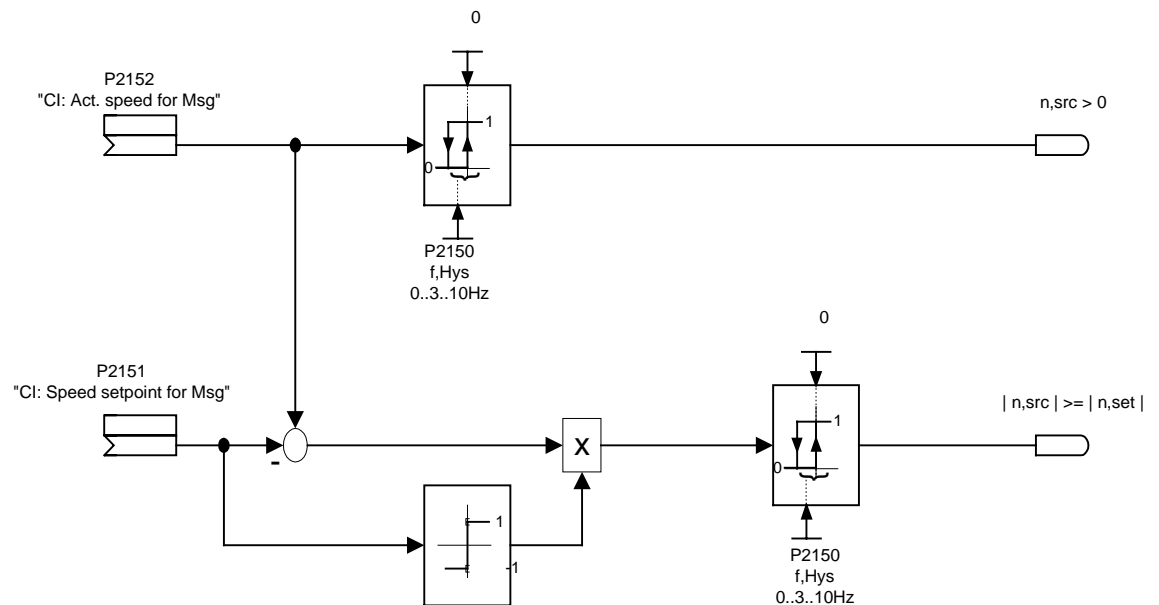 0
P2152
"CI: Act. speed for Msg"
n,src > 0
1
0
P2150
f,Hys
0..3..10Hz
0
P2151
"CI: Speed setpoint for Msg"
| n,src | >= | n,set |
1
-
X
0
1
-1
P2150
f,Hys
0..3..10Hz